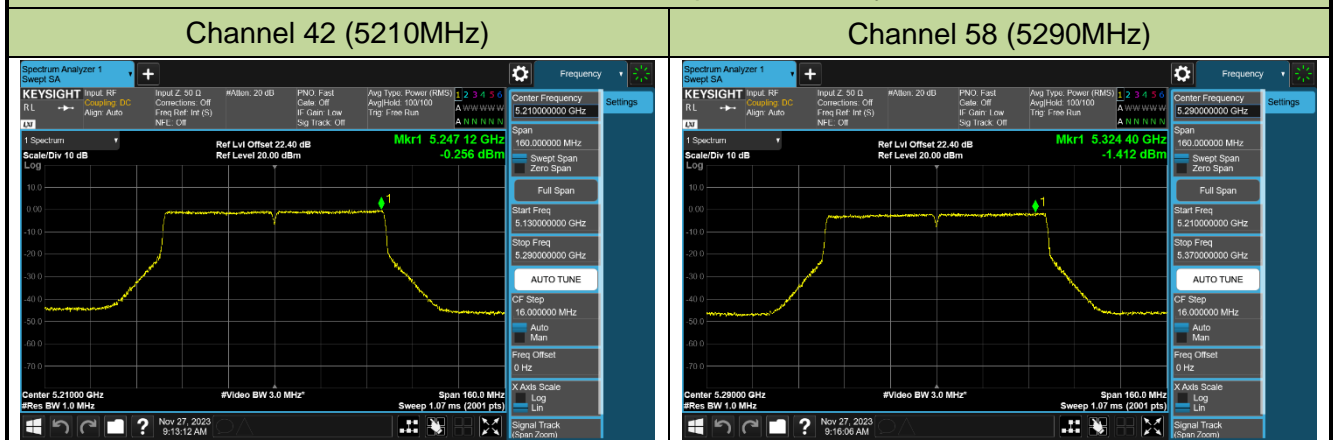 Channel 42 (5210MHz)
Channel 58 (5290MHz)
Spectrum Analyzer 1
Swept SA
Frequency
KEYSIGHT
RL
LXI
Input: RF
Coupling: DC
Align: Auto
Input Z: 50 Ω
Corrections: Off
Freq Ref: Int (S)
NFE: Off
#Atten: 20 dB
PNO: Fast
Gate: Off
IF Gain: Low
Sig Track: Off
Avg Type: Power (RMS)
Avg|Hold: 100/100
Trig: Free Run
1 2 3 4 5 6
A W W W W W
A N N N N N
1 Spectrum
Scale/Div 10 dB
Log
Ref Lvl Offset 22.40 dB
Ref Level 20.00 dBm
Mkr1 5.247 12 GHz
-0.256 dBm
10.0
0.00
-10.0
-20.0
-30.0
-40.0
-50.0
-60.0
-70.0
1
Center 5.21000 GHz
#Res BW 1.0 MHz
#Video BW 3.0 MHz*
Span 160.0 MHz
Sweep 1.07 ms (2001 pts)
Nov 27, 2023
9:13:12 AM
Center Frequency
5.210000000 GHz
Settings
Span
160.000000 MHz
Swept Span
Zero Span
Full Span
Start Freq
5.130000000 GHz
Stop Freq
5.290000000 GHz
AUTO TUNE
CF Step
16.000000 MHz
Auto
Man
Freq Offset
0 Hz
X Axis Scale
Log
Lin
Signal Track
(Span Zoom)
Spectrum Analyzer 1
Swept SA
Frequency
KEYSIGHT
RL
LXI
Input: RF
Coupling: DC
Align: Auto
Input Z: 50 Ω
Corrections: Off
Freq Ref: Int (S)
NFE: Off
#Atten: 20 dB
PNO: Fast
Gate: Off
IF Gain: Low
Sig Track: Off
Avg Type: Power (RMS)
Avg|Hold: 100/100
Trig: Free Run
1 2 3 4 5 6
A W W W W W
A N N N N N
1 Spectrum
Scale/Div 10 dB
Log
Ref Lvl Offset 22.40 dB
Ref Level 20.00 dBm
Mkr1 5.324 40 GHz
-1.412 dBm
10.0
0.00
-10.0
-20.0
-30.0
-40.0
-50.0
-60.0
-70.0
1
Center 5.29000 GHz
#Res BW 1.0 MHz
#Video BW 3.0 MHz*
Span 160.0 MHz
Sweep 1.07 ms (2001 pts)
Nov 27, 2023
9:16:06 AM
Center Frequency
5.290000000 GHz
Settings
Span
160.000000 MHz
Swept Span
Zero Span
Full Span
Start Freq
5.210000000 GHz
Stop Freq
5.370000000 GHz
AUTO TUNE
CF Step
16.000000 MHz
Auto
Man
Freq Offset
0 Hz
X Axis Scale
Log
Lin
Signal Track
(Span Zoom)